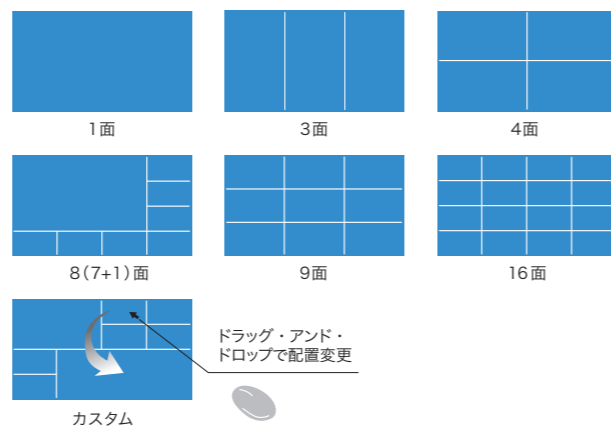 1面
3面
4面
8(7+1)面
9面
16面
ドラッグ・アンド・
ドロップで配置変更
カスタム